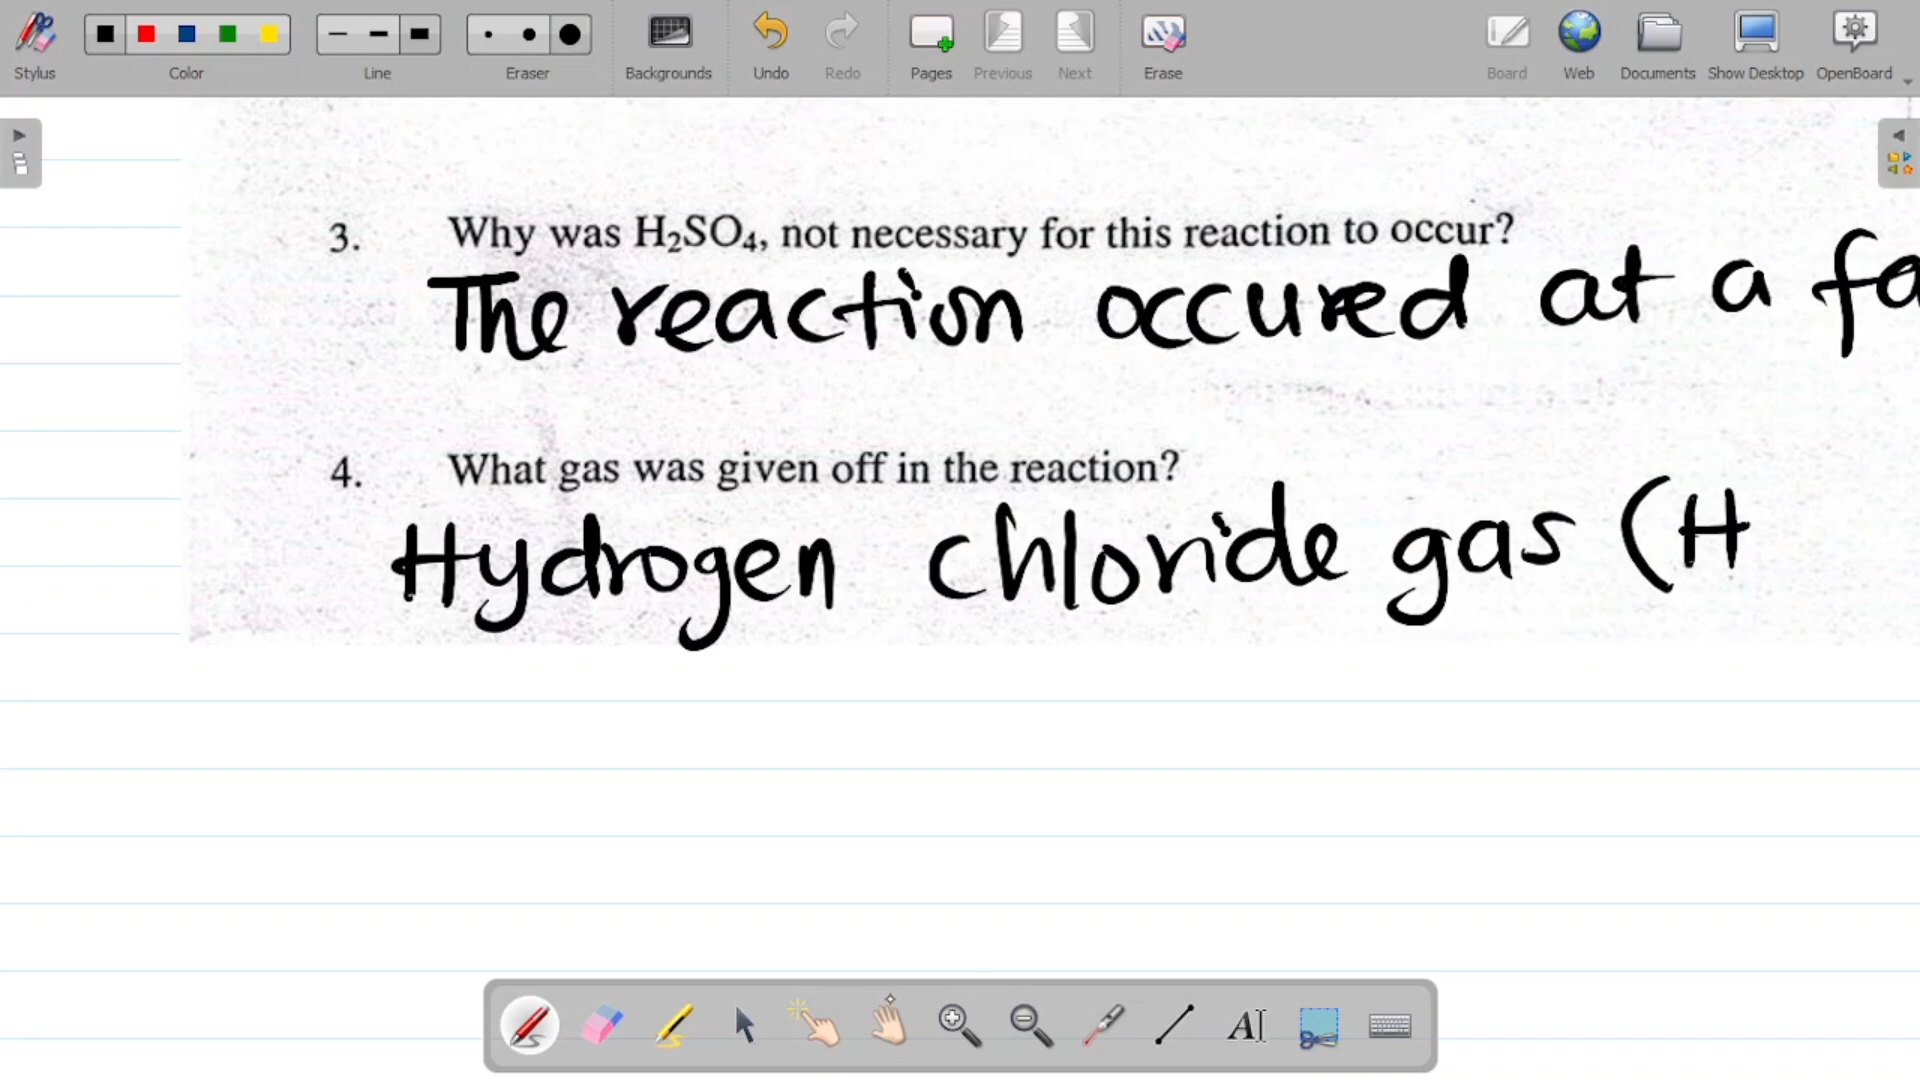 Stylus
Color
Line
Eraser
Backgrounds
Undo
Redo
Pages
Previous
Next
Erase
Board
Web
Documents
Show Desktop
OpenBoard
3. Why was H₂SO₄, not necessary for this reaction to occur?
The reaction occured at a fa
4. What gas was given off in the reaction?
Hydrogen chloride gas (H